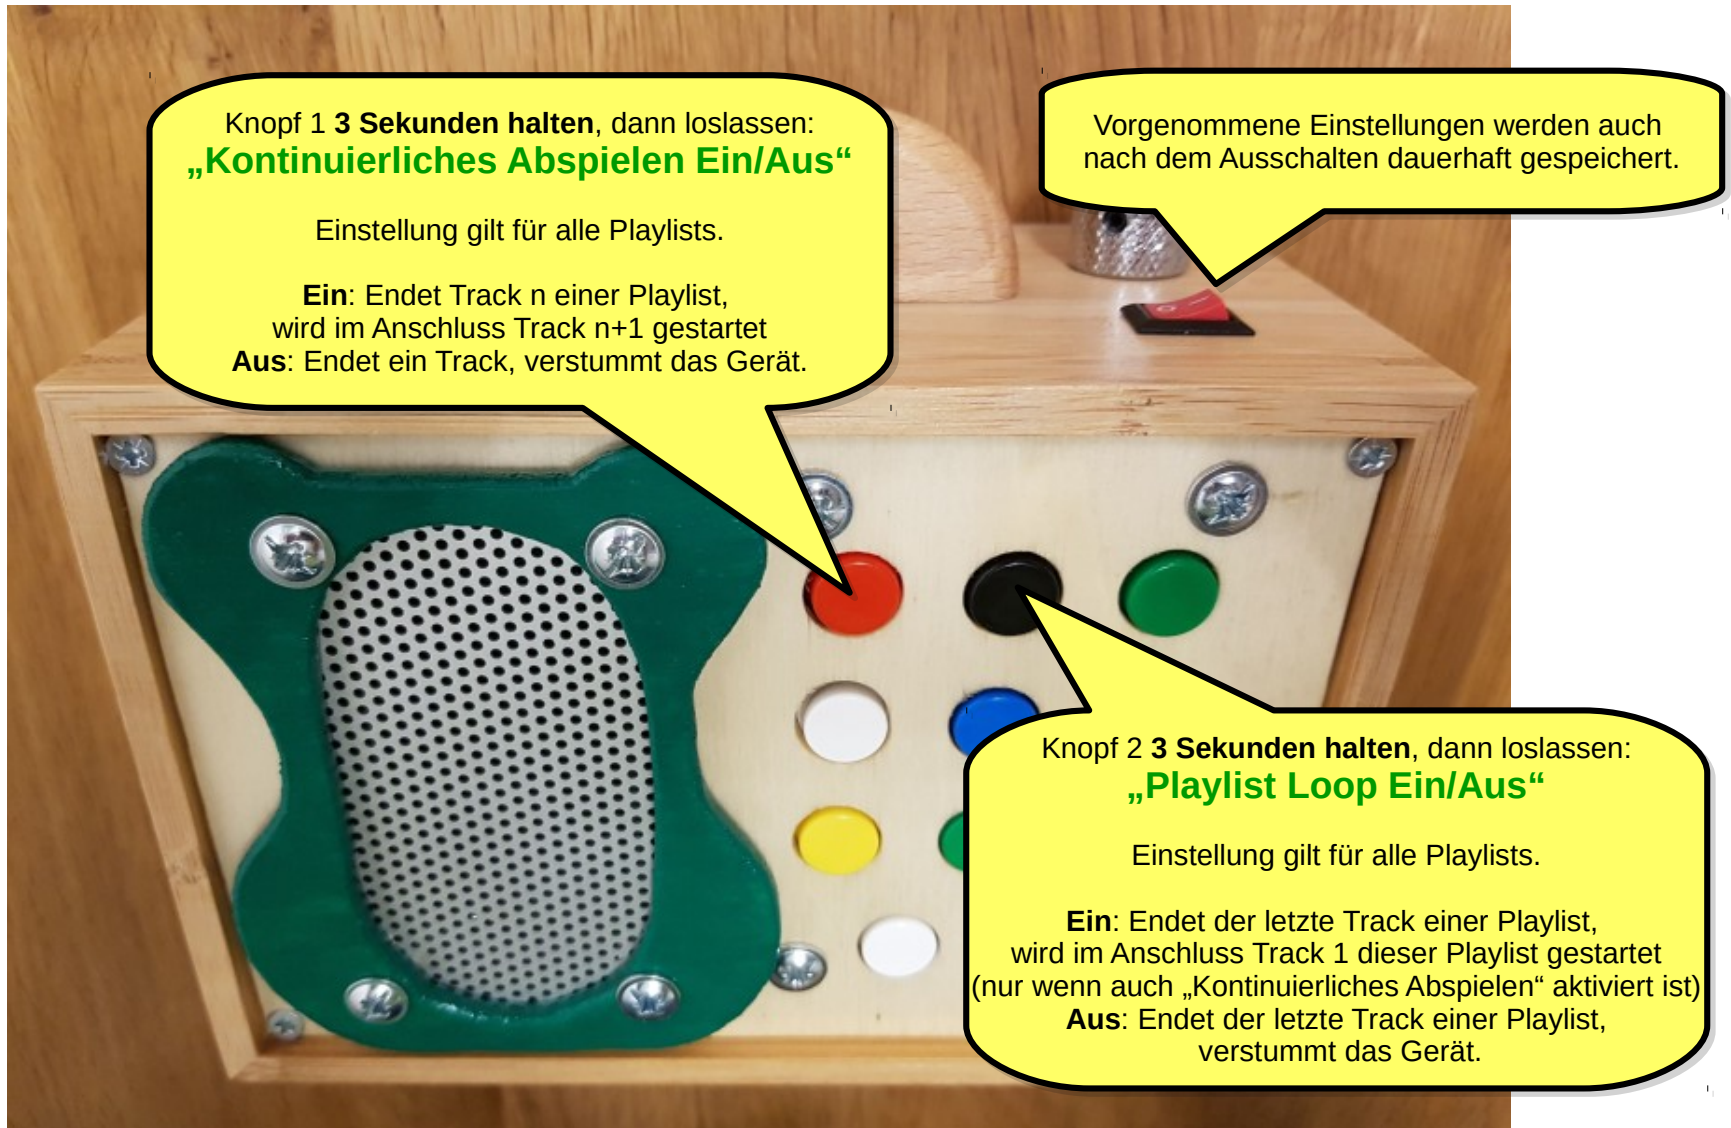 Knopf 1 3 Sekunden halten, dann loslassen:
„Kontinuierliches Abspielen Ein/Aus“
Einstellung gilt für alle Playlists.
Ein: Endet Track n einer Playlist,
wird im Anschluss Track n+1 gestartet
Aus: Endet ein Track, verstummt das Gerät.
Vorgenommene Einstellungen werden auch
nach dem Ausschalten dauerhaft gespeichert.
Knopf 2 3 Sekunden halten, dann loslassen:
„Playlist Loop Ein/Aus“
Einstellung gilt für alle Playlists.
Ein: Endet der letzte Track einer Playlist,
wird im Anschluss Track 1 dieser Playlist gestartet
(nur wenn auch „Kontinuierliches Abspielen“ aktiviert ist)
Aus: Endet der letzte Track einer Playlist,
verstummt das Gerät.